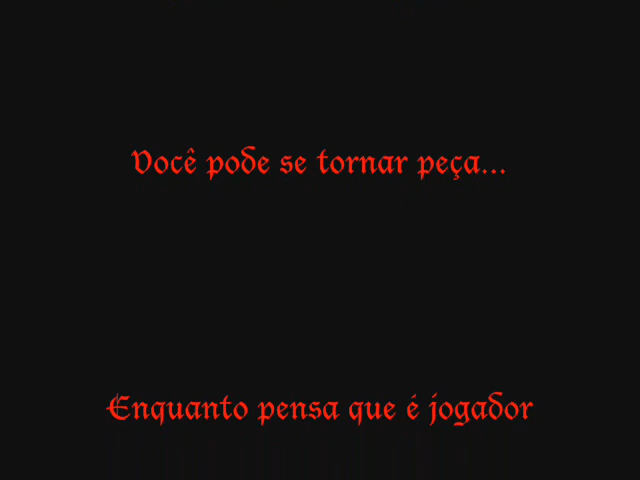 Você pode se tornar peça...
Enquanto pensa que é jogador